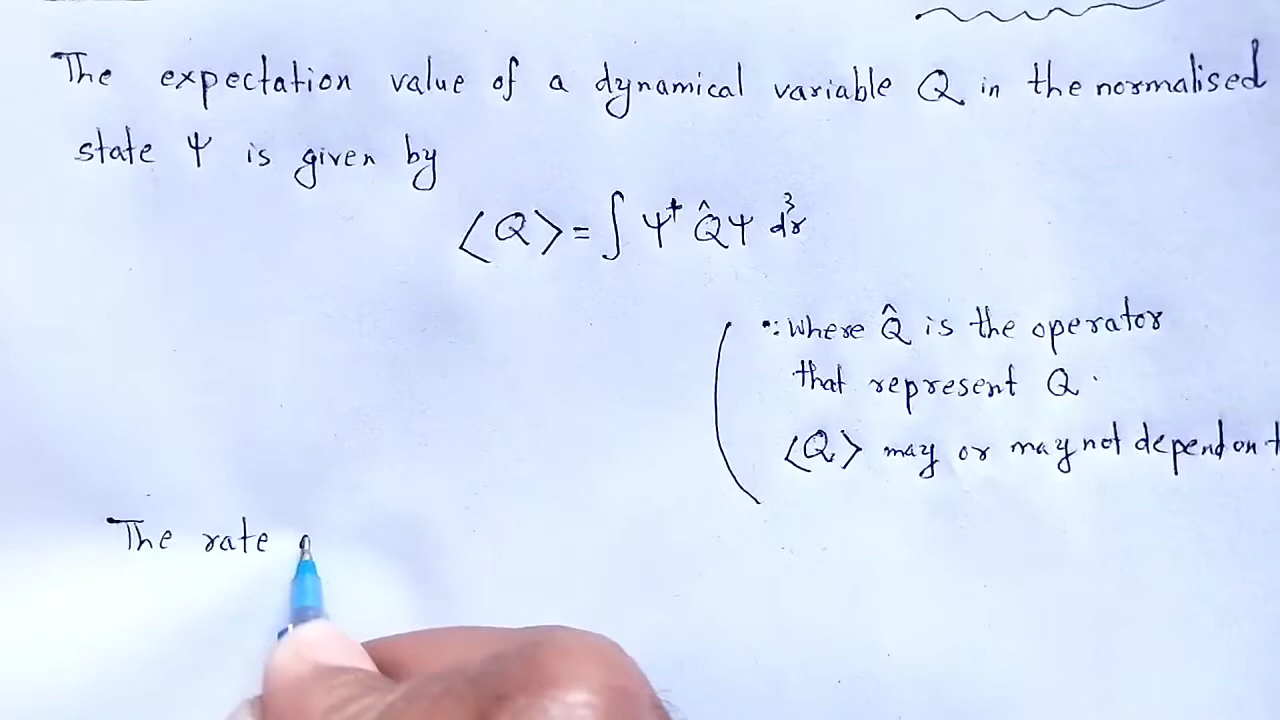 The expectation value of a dynamical variable Q in the normalised
state Ψ is given by
⟨Q⟩ = ∫ Ψ† Q̂ Ψ d³r
∵ where Q̂ is the operator
that represent Q.
⟨Q⟩ may or may not depend on t
The rate